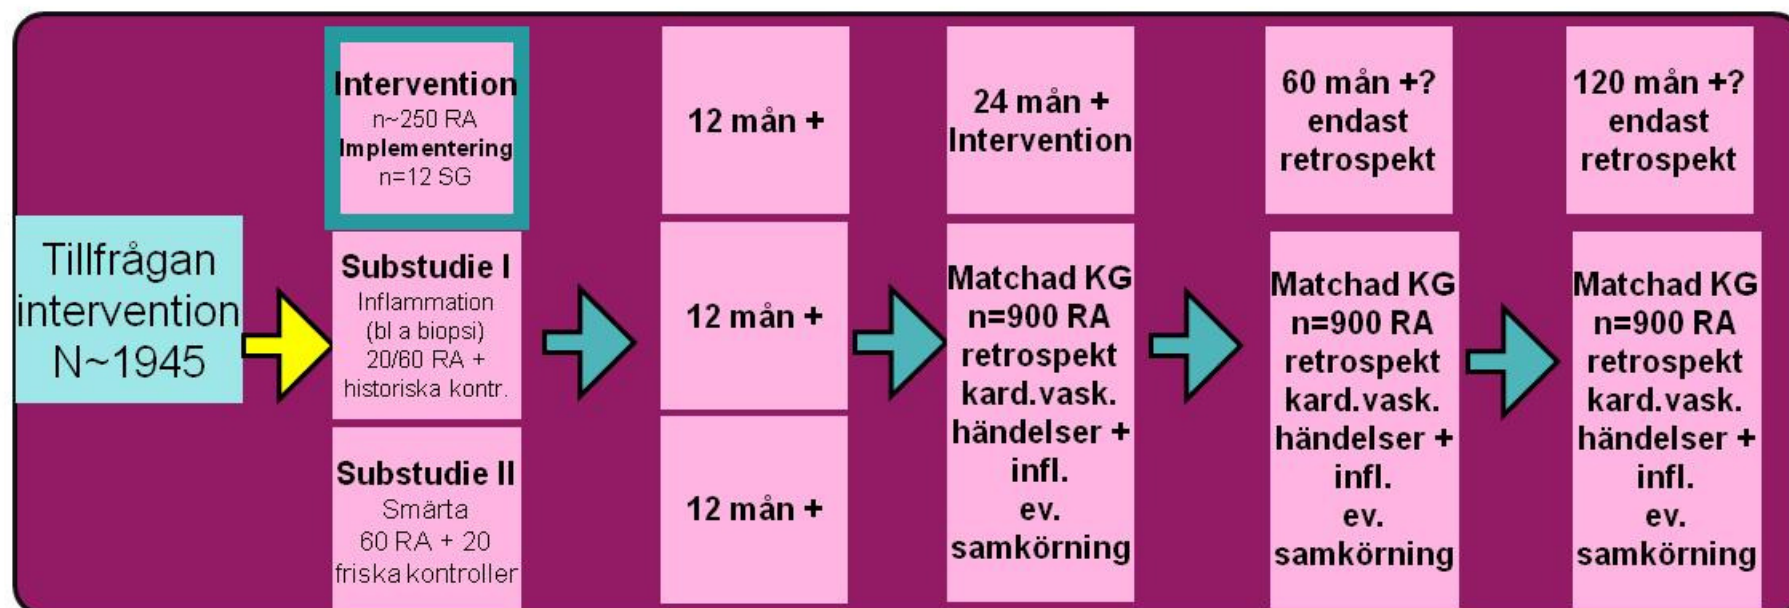 Tillfrågan
intervention
N~1945
Intervention
n~250 RA
Implementering
n=12 SG
Substudie I
Inflammation
(bl a biopsi)
20/60 RA +
historiska kontr.
Substudie II
Smärta
60 RA + 20
friska kontroller
12 mån +
12 mån +
12 mån +
24 mån +
Intervention
Matchad KG
n=900 RA
retrospekt
kard.vask.
händelser +
infl.
ev.
samkörning
60 mån +?
endast
retrospekt
Matchad KG
n=900 RA
retrospekt
kard.vask.
händelser +
infl.
ev.
samkörning
120 mån +?
endast
retrospekt
Matchad KG
n=900 RA
retrospekt
kard.vask.
händelser +
infl.
ev.
samkörning